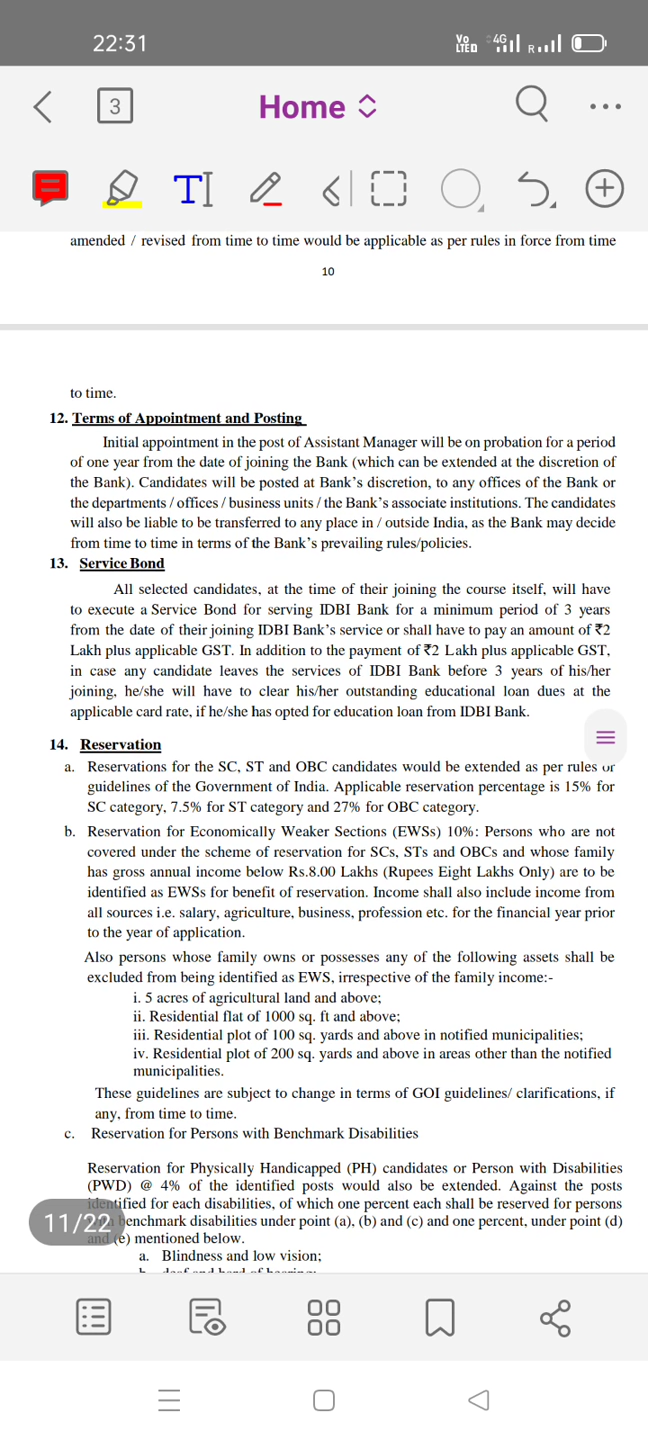 22:31
Vo LTED 4G R
3
Home
T
amended / revised from time to time would be applicable as per rules in force from time
10
to time.
12. Terms of Appointment and Posting
Initial appointment in the post of Assistant Manager will be on probation for a period
of one year from the date of joining the Bank (which can be extended at the discretion of
the Bank). Candidates will be posted at Bank's discretion, to any offices of the Bank or
the departments / offices / business units / the Bank's associate institutions. The candidates
will also be liable to be transferred to any place in / outside India, as the Bank may decide
from time to time in terms of the Bank's prevailing rules/policies.
13. Service Bond
All selected candidates, at the time of their joining the course itself, will have
to execute a Service Bond for serving IDBI Bank for a minimum period of 3 years
from the date of their joining IDBI Bank's service or shall have to pay an amount of ₹2
Lakh plus applicable GST. In addition to the payment of ₹2 Lakh plus applicable GST,
in case any candidate leaves the services of IDBI Bank before 3 years of his/her
joining, he/she will have to clear his/her outstanding educational loan dues at the
applicable card rate, if he/she has opted for education loan from IDBI Bank.
14. Reservation
a. Reservations for the SC, ST and OBC candidates would be extended as per rules or
guidelines of the Government of India. Applicable reservation percentage is 15% for
SC category, 7.5% for ST category and 27% for OBC category.
b. Reservation for Economically Weaker Sections (EWSs) 10%: Persons who are not
covered under the scheme of reservation for SCs, STs and OBCs and whose family
has gross annual income below Rs.8.00 Lakhs (Rupees Eight Lakhs Only) are to be
identified as EWSs for benefit of reservation. Income shall also include income from
all sources i.e. salary, agriculture, business, profession etc. for the financial year prior
to the year of application.
Also persons whose family owns or possesses any of the following assets shall be
excluded from being identified as EWS, irrespective of the family income:-
i. 5 acres of agricultural land and above;
ii. Residential flat of 1000 sq. ft and above;
iii. Residential plot of 100 sq. yards and above in notified municipalities;
iv. Residential plot of 200 sq. yards and above in areas other than the notified
municipalities.
These guidelines are subject to change in terms of GOI guidelines/ clarifications, if
any, from time to time.
c. Reservation for Persons with Benchmark Disabilities
Reservation for Physically Handicapped (PH) candidates or Person with Disabilities
(PWD) @ 4% of the identified posts would also be extended. Against the posts
identified for each disabilities, of which one percent each shall be reserved for persons
11/22 benchmark disabilities under point (a), (b) and (c) and one percent, under point (d)
and (e) mentioned below.
a. Blindness and low vision;